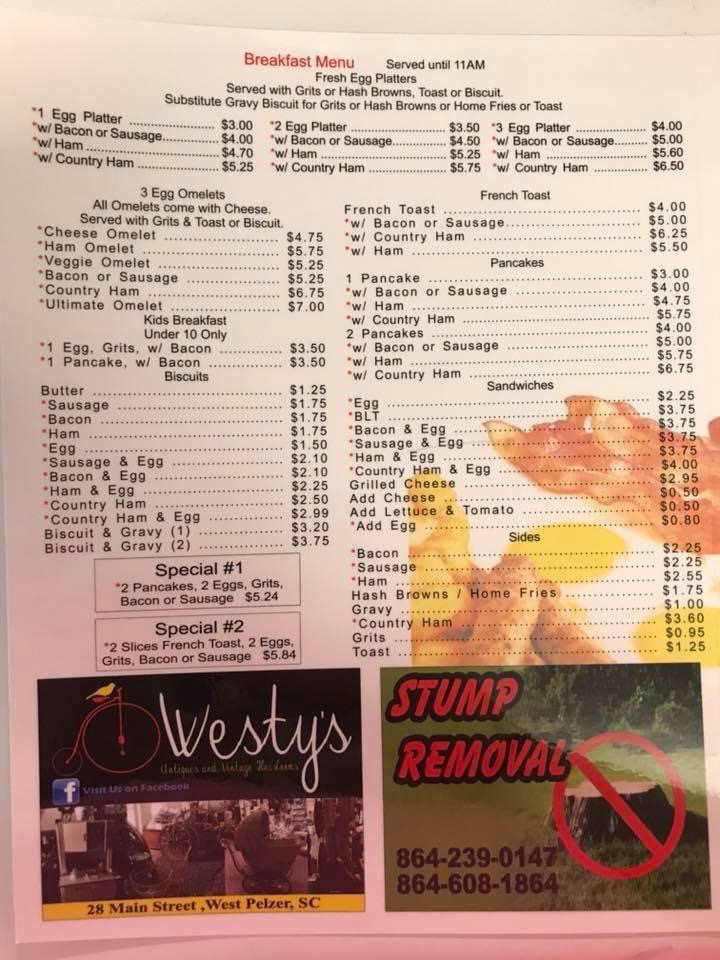 Breakfast Menu Served until 11AM
Fresh Egg Platters
Served with Grits or Hash Browns, Toast or Biscuit.
Substitute Gravy Biscuit for Grits or Hash Browns or Home Fries or Toast
*1 Egg Platter $3.00
*w/ Bacon or Sausage $4.00
*w/ Ham $4.70
*w/ Country Ham $5.25
*2 Egg Platter $3.50
*w/ Bacon or Sausage $4.50
*w/ Ham $5.25
*w/ Country Ham $5.75
*3 Egg Platter $4.00
*w/ Bacon or Sausage $5.00
*w/ Ham $5.60
*w/ Country Ham $6.50
3 Egg Omelets
All Omelets come with Cheese.
Served with Grits & Toast or Biscuit.
*Cheese Omelet $4.75
*Ham Omelet $5.75
*Veggie Omelet $5.25
*Bacon or Sausage $5.25
*Country Ham $6.75
*Ultimate Omelet $7.00
Kids Breakfast
Under 10 Only
*1 Egg, Grits, w/ Bacon $3.50
*1 Pancake, w/ Bacon $3.50
Biscuits
Butter $1.25
*Sausage $1.75
*Bacon $1.75
*Ham $1.75
*Egg $1.50
*Sausage & Egg $2.10
*Bacon & Egg $2.10
*Ham & Egg $2.25
*Country Ham $2.50
*Country Ham & Egg $2.99
Biscuit & Gravy (1) $3.20
Biscuit & Gravy (2) $3.75
Special #1
*2 Pancakes, 2 Eggs, Grits,
Bacon or Sausage $5.24
Special #2
*2 Slices French Toast, 2 Eggs,
Grits, Bacon or Sausage $5.84
French Toast
French Toast $4.00
*w/ Bacon or Sausage $5.00
*w/ Country Ham $6.25
*w/ Ham $5.50
Pancakes
1 Pancake $3.00
*w/ Bacon or Sausage $4.00
*w/ Ham $4.75
*w/ Country Ham $5.75
2 Pancakes $4.00
*w/ Bacon or Sausage $5.00
*w/ Ham $5.75
*w/ Country Ham $6.75
Sandwiches
*Egg $2.25
*BLT $3.75
*Bacon & Egg $3.75
*Sausage & Egg $3.75
*Ham & Egg $3.75
*Country Ham & Egg $4.00
Grilled Cheese $2.95
Add Cheese $0.50
Add Lettuce & Tomato $0.50
*Add Egg $0.80
Sides
*Bacon $2.25
*Sausage $2.25
*Ham $2.55
Hash Browns / Home Fries $1.75
Gravy $1.00
*Country Ham $3.60
Grits $0.95
Toast $1.25
Westy's
Antiques and Vintage Heirlooms
f Visit Us on Facebook
28 Main Street ,West Pelzer, SC
STUMP
REMOVAL
864-239-0147
864-608-1864